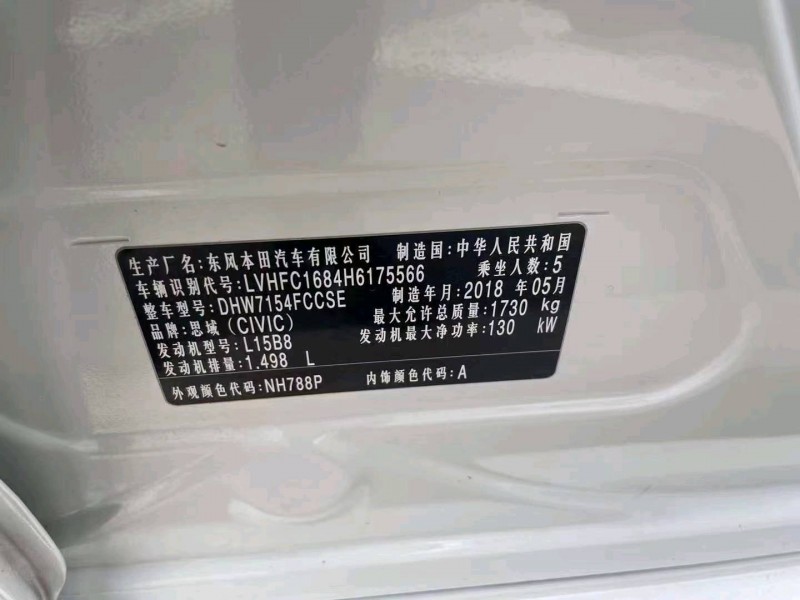 生产厂名:东风本田汽车有限公司 制造国:中华人民共和国
车辆识别代号:LVHFC1684H6175566 乘坐人数:5
整车型号:DHW7154FCCSE 制造年月:2018 年05月
品牌:思域(CIVIC) 最大允许总质量:1730 kg
发动机型号:L15B8 发动机最大净功率:130 kW
发动机排量:1.498 L
外观颜色代码:NH788P 内饰颜色代码:A